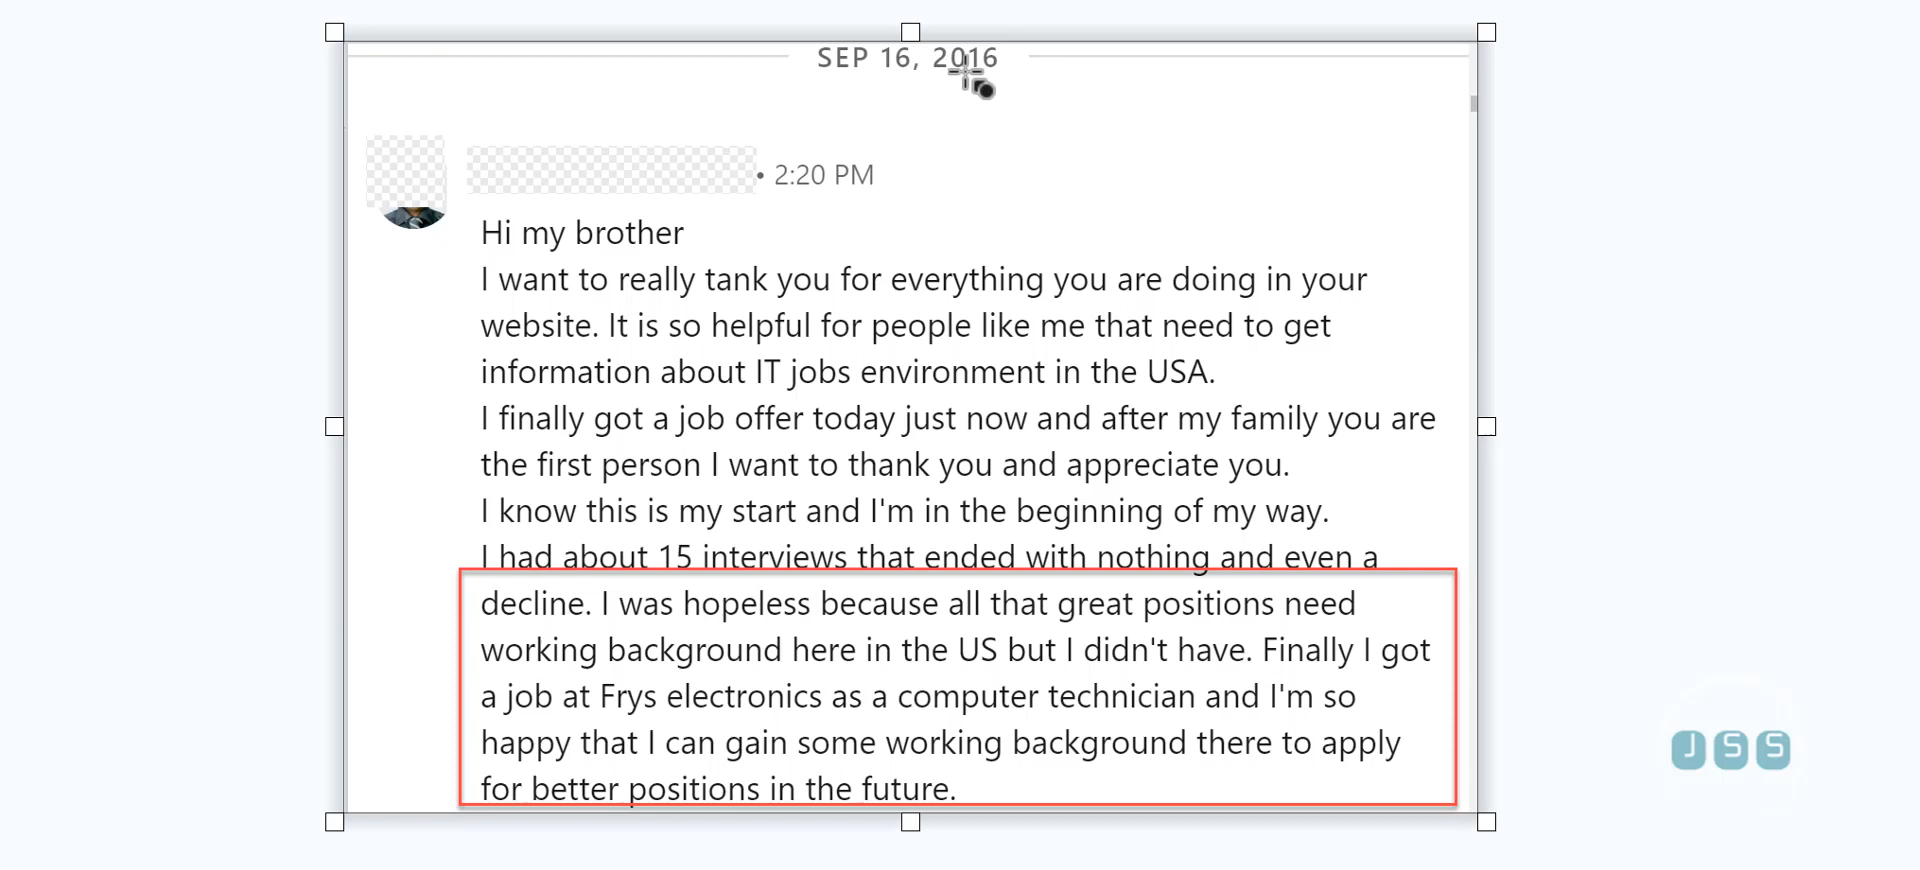 SEP 16, 2016
• 2:20 PM
Hi my brother
I want to really tank you for everything you are doing in your
website. It is so helpful for people like me that need to get
information about IT jobs environment in the USA.
I finally got a job offer today just now and after my family you are
the first person I want to thank you and appreciate you.
I know this is my start and I'm in the beginning of my way.
I had about 15 interviews that ended with nothing and even a
decline. I was hopeless because all that great positions need
working background here in the US but I didn't have. Finally I got
a job at Frys electronics as a computer technician and I'm so
happy that I can gain some working background there to apply
for better positions in the future.
JSS